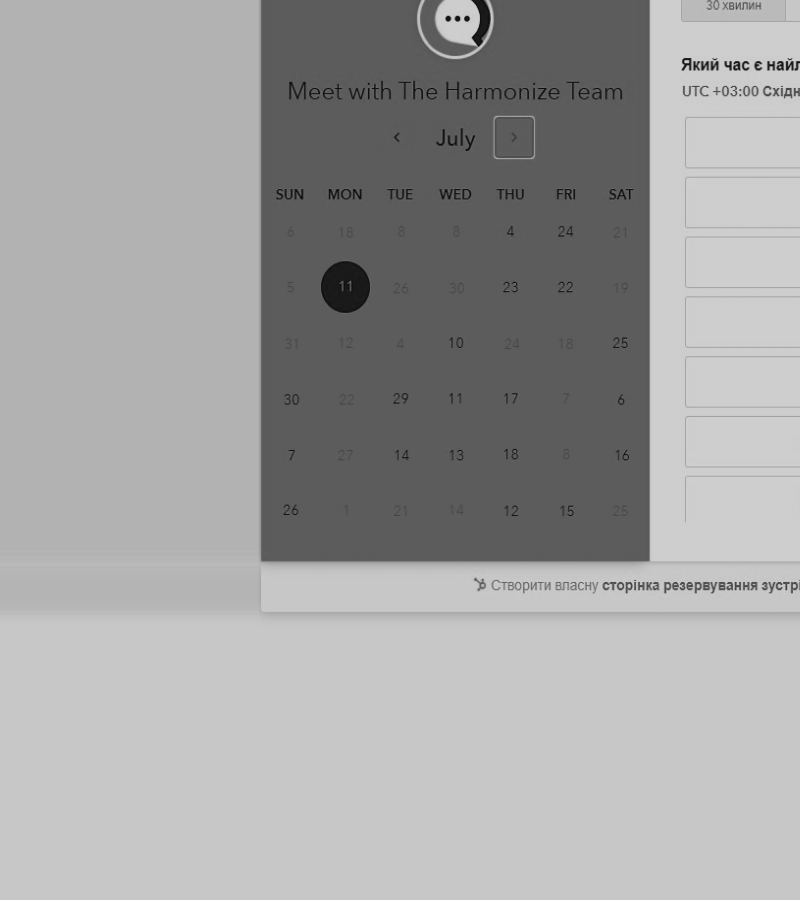 30 хвилин
Який час є
UTC +03:00
Meet with The Harmonize Team
July
SUN MON TUE WED THU FRI SAT
6 18 8 8 4 24 21
5 11 26 30 23 22 19
31 12 4 10 24 18 25
30 22 29 11 17 7 6
7 27 14 13 18 8 16
26 1 21 14 12 15 25
Створити власну сторінка резервування